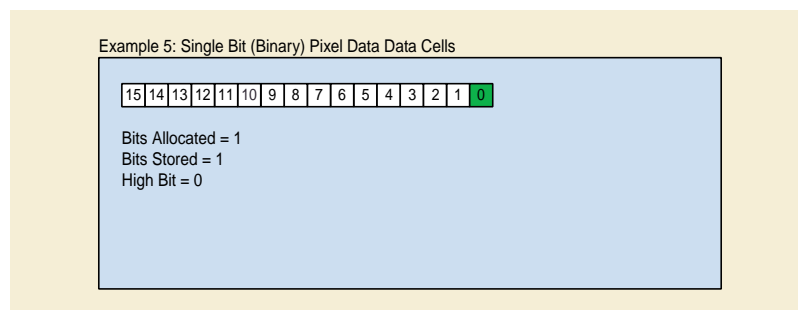 Example 5: Single Bit (Binary) Pixel Data Data Cells
15 14 13 12 11 10 9 8 7 6 5 4 3 2 1 0
Bits Allocated = 1
Bits Stored = 1
High Bit = 0